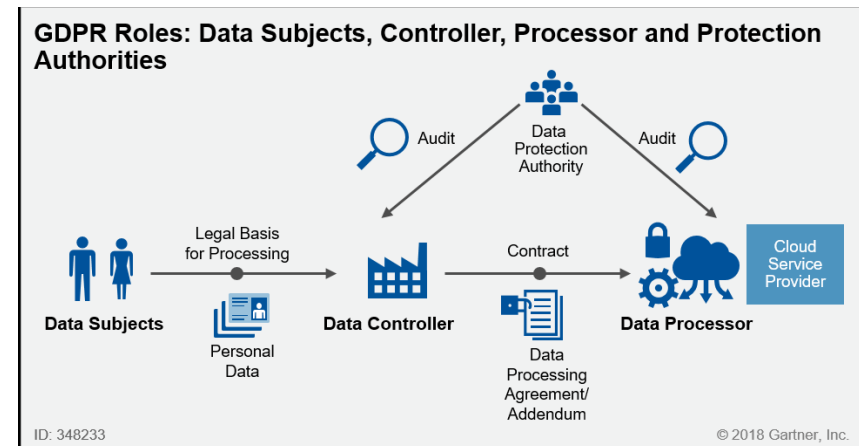 GDPR Roles: Data Subjects, Controller, Processor and Protection
Authorities
Audit
Data
Protection
Authority
Audit
Legal Basis
for Processing
Contract
Cloud
Service
Provider
Data Subjects
Data Controller
Data Processor
Personal
Data
Data
Processing
Agreement/
Addendum
ID: 348233
© 2018 Gartner, Inc.